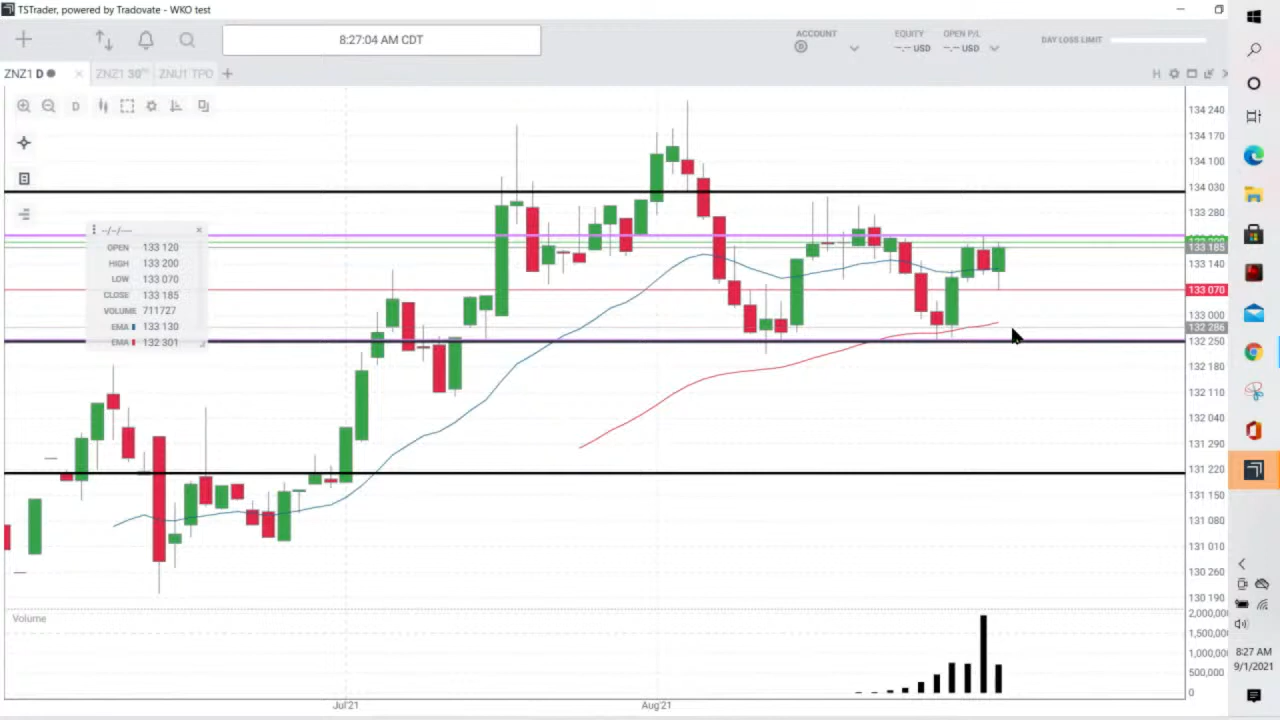 TSTrader, powered by Tradovate - WKO test
8:27:04 AM CDT
ACCOUNT
EQUITY
-.-- USD
OPEN P/L
-.-- USD
DAY LOSS LIMIT
ZNZ1 D
ZNZ1 30
ZNU1 TPO
H
D
--/-/----
OPEN 133 120
HIGH 133 200
LOW 133 070
CLOSE 133 185
VOLUME 711727
EMA 133 130
EMA 132 301
134 240
134 170
134 100
134 030
133 280
133 185
133 140
133 070
133 000
132 286
132 250
132 180
132 110
132 040
131 290
131 220
131 150
131 080
131 010
130 260
130 190
Volume
2,000,000
1,500,000
1,000,000
500,000
0
Jul'21
Aug'21
8:27 AM
9/1/2021